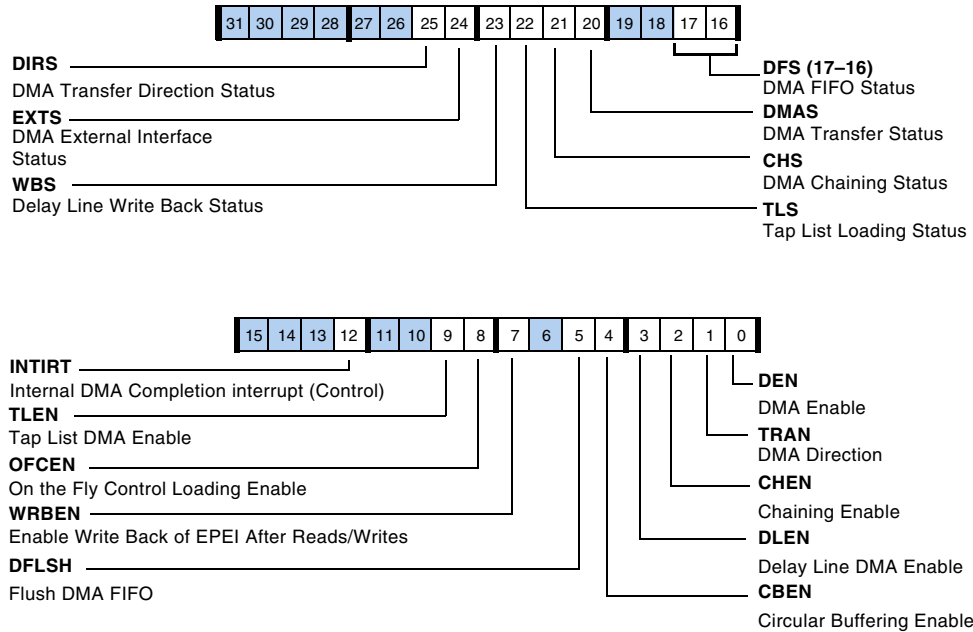 31 30 29 28 27 26 25 24 23 22 21 20 19 18 17 16
DIRS
DMA Transfer Direction Status
EXTS
DMA External Interface
Status
WBS
Delay Line Write Back Status
DFS (17–16)
DMA FIFO Status
DMAS
DMA Transfer Status
CHS
DMA Chaining Status
TLS
Tap List Loading Status
15 14 13 12 11 10 9 8 7 6 5 4 3 2 1 0
INTIRT
Internal DMA Completion interrupt (Control)
TLEN
Tap List DMA Enable
OFCEN
On the Fly Control Loading Enable
WRBEN
Enable Write Back of EPEI After Reads/Writes
DFLSH
Flush DMA FIFO
DEN
DMA Enable
TRAN
DMA Direction
CHEN
Chaining Enable
DLEN
Delay Line DMA Enable
CBEN
Circular Buffering Enable